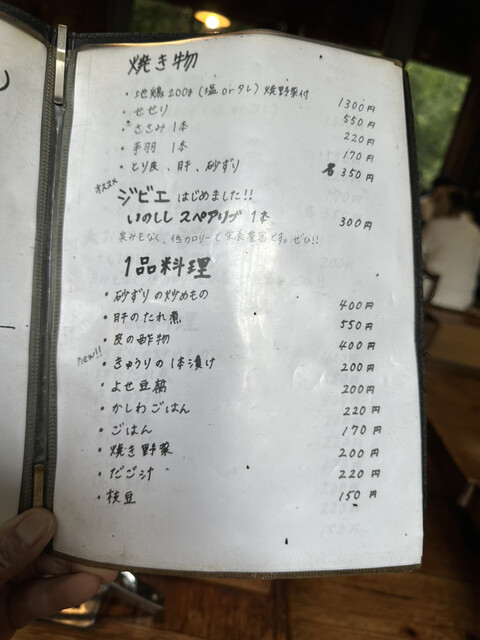 焼き物
・地鶏200g(塩orタレ)焼野菜付 1300円
・せせり 550円
・ささみ1本 220円
・手羽 1本 170円
・とり皮、肝、砂ずり 各350円
オススメ
ジビエ はじめました!!
いのしし スペアリブ 1本 300円
臭みもなく、低カロリーで栄養豊富です。ぜひ!!
1品料理
・砂ずりの炒めもの 400円
・肝のたれ煮 550円
・皮の酢物 400円
new!!
・きゅうりの1本漬け 200円
・よせ豆腐 200円
・かしわごはん 220円
・ごはん 170円
・焼き野菜 200円
・だご汁 220円
・枝豆 150円